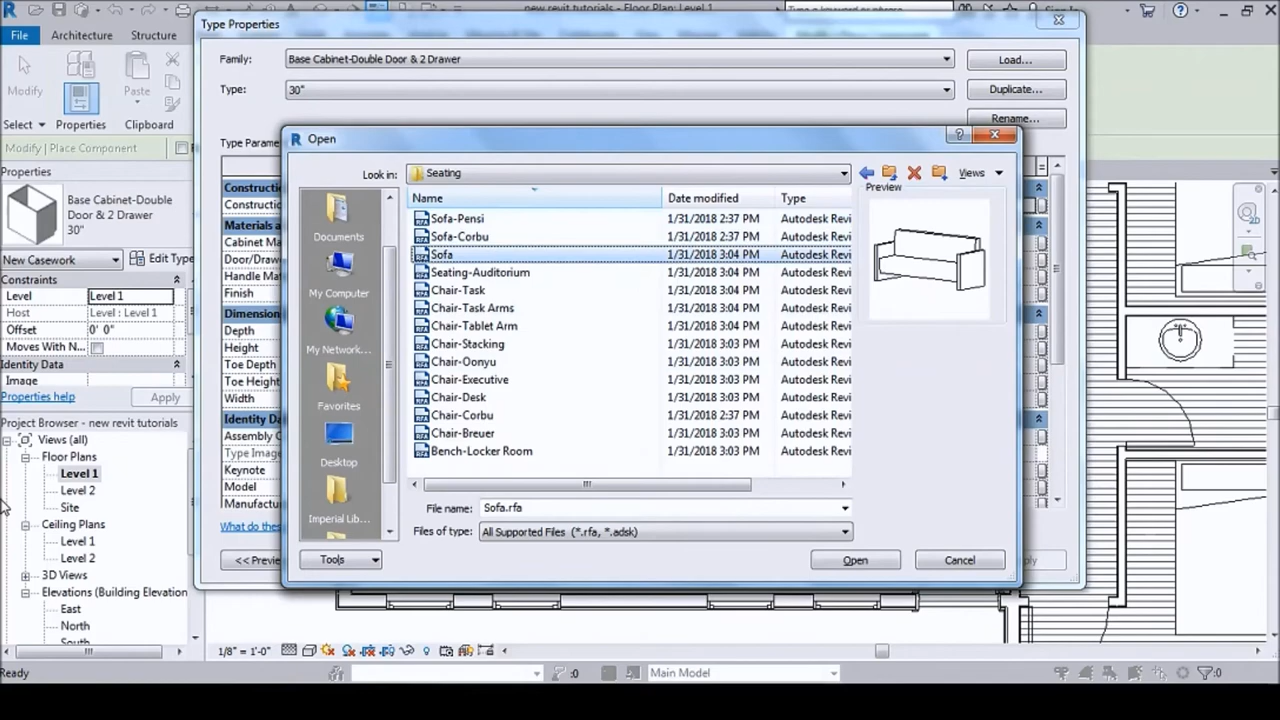 new revit tutorials - Floor Plan: Level 1
Type a keyword or phrase
File
Architecture
Structure
Modify
Paste
Select
Properties
Clipboard
Modify | Place Component
Properties
Base Cabinet-Double
Door & 2 Drawer
30"
New Casework
Edit Type
Constraints
Level
Level 1
Host
Level : Level 1
Offset
0' 0"
Moves With N...
Identity Data
Image
Properties help
Apply
Project Browser - new revit tutorials
Views (all)
Floor Plans
Level 1
Level 2
Site
Ceiling Plans
Level 1
Level 2
3D Views
Elevations (Building Elevation
East
North
South
Type Properties
Family:
Base Cabinet-Double Door & 2 Drawer
Load...
Type:
30"
Duplicate...
Rename...
Type Parame
Constructio
Constructio
Materials a
Cabinet Ma
Door/Draw
Handle Mat
Finish
Dimension
Depth
Height
Toe Depth
Toe Height
Width
Identity Dat
Assembly C
Type Imag
Keynote
Model
Manufactu
What do thes
<< Previe
Open
Look in:
Seating
Views
Documents
My Computer
My Network...
Favorites
Desktop
Imperial Lib...
Name
Date modified
Type
Sofa-Pensi
1/31/2018 2:37 PM
Autodesk Revi
Sofa-Corbu
1/31/2018 2:37 PM
Autodesk Revi
Sofa
1/31/2018 3:04 PM
Autodesk Revi
Seating-Auditorium
1/31/2018 3:04 PM
Autodesk Revi
Chair-Task
1/31/2018 3:04 PM
Autodesk Revi
Chair-Task Arms
1/31/2018 3:04 PM
Autodesk Revi
Chair-Tablet Arm
1/31/2018 3:04 PM
Autodesk Revi
Chair-Stacking
1/31/2018 3:04 PM
Autodesk Revi
Chair-Oonyu
1/31/2018 3:03 PM
Autodesk Revi
Chair-Executive
1/31/2018 3:03 PM
Autodesk Revi
Chair-Desk
1/31/2018 3:03 PM
Autodesk Revi
Chair-Corbu
1/31/2018 2:37 PM
Autodesk Revi
Chair-Breuer
1/31/2018 3:03 PM
Autodesk Revi
Bench-Locker Room
1/31/2018 3:03 PM
Autodesk Revi
Preview
File name:
Sofa.rfa
Files of type:
All Supported Files (*.rfa, *.adsk)
Tools
Open
Cancel
1/8" = 1'-0"
Ready
:0
Main Model
:0